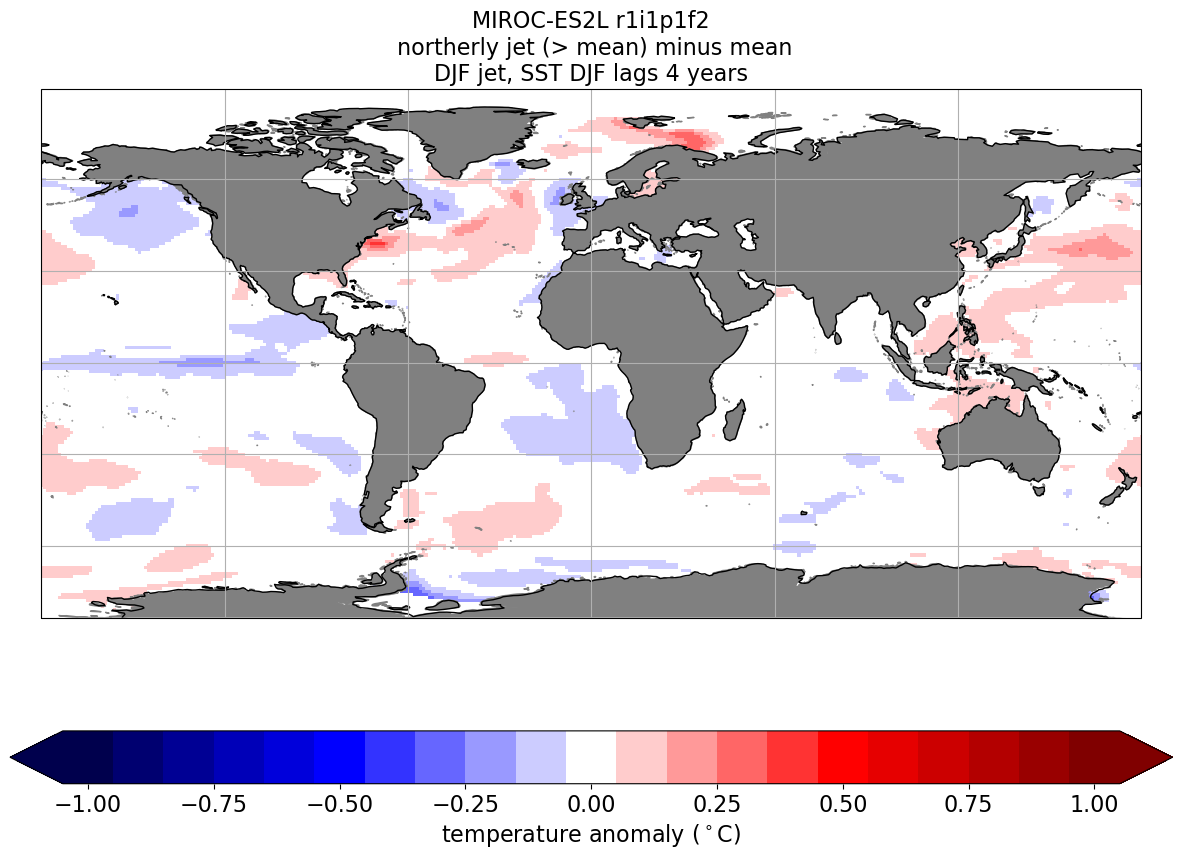 MIROC-ES2L r1i1p1f2
northerly jet (> mean) minus mean
DJF jet, SST DJF lags 4 years
−1.00 −0.75 −0.50 −0.25 0.00 0.25 0.50 0.75 1.00
temperature anomaly (°C)